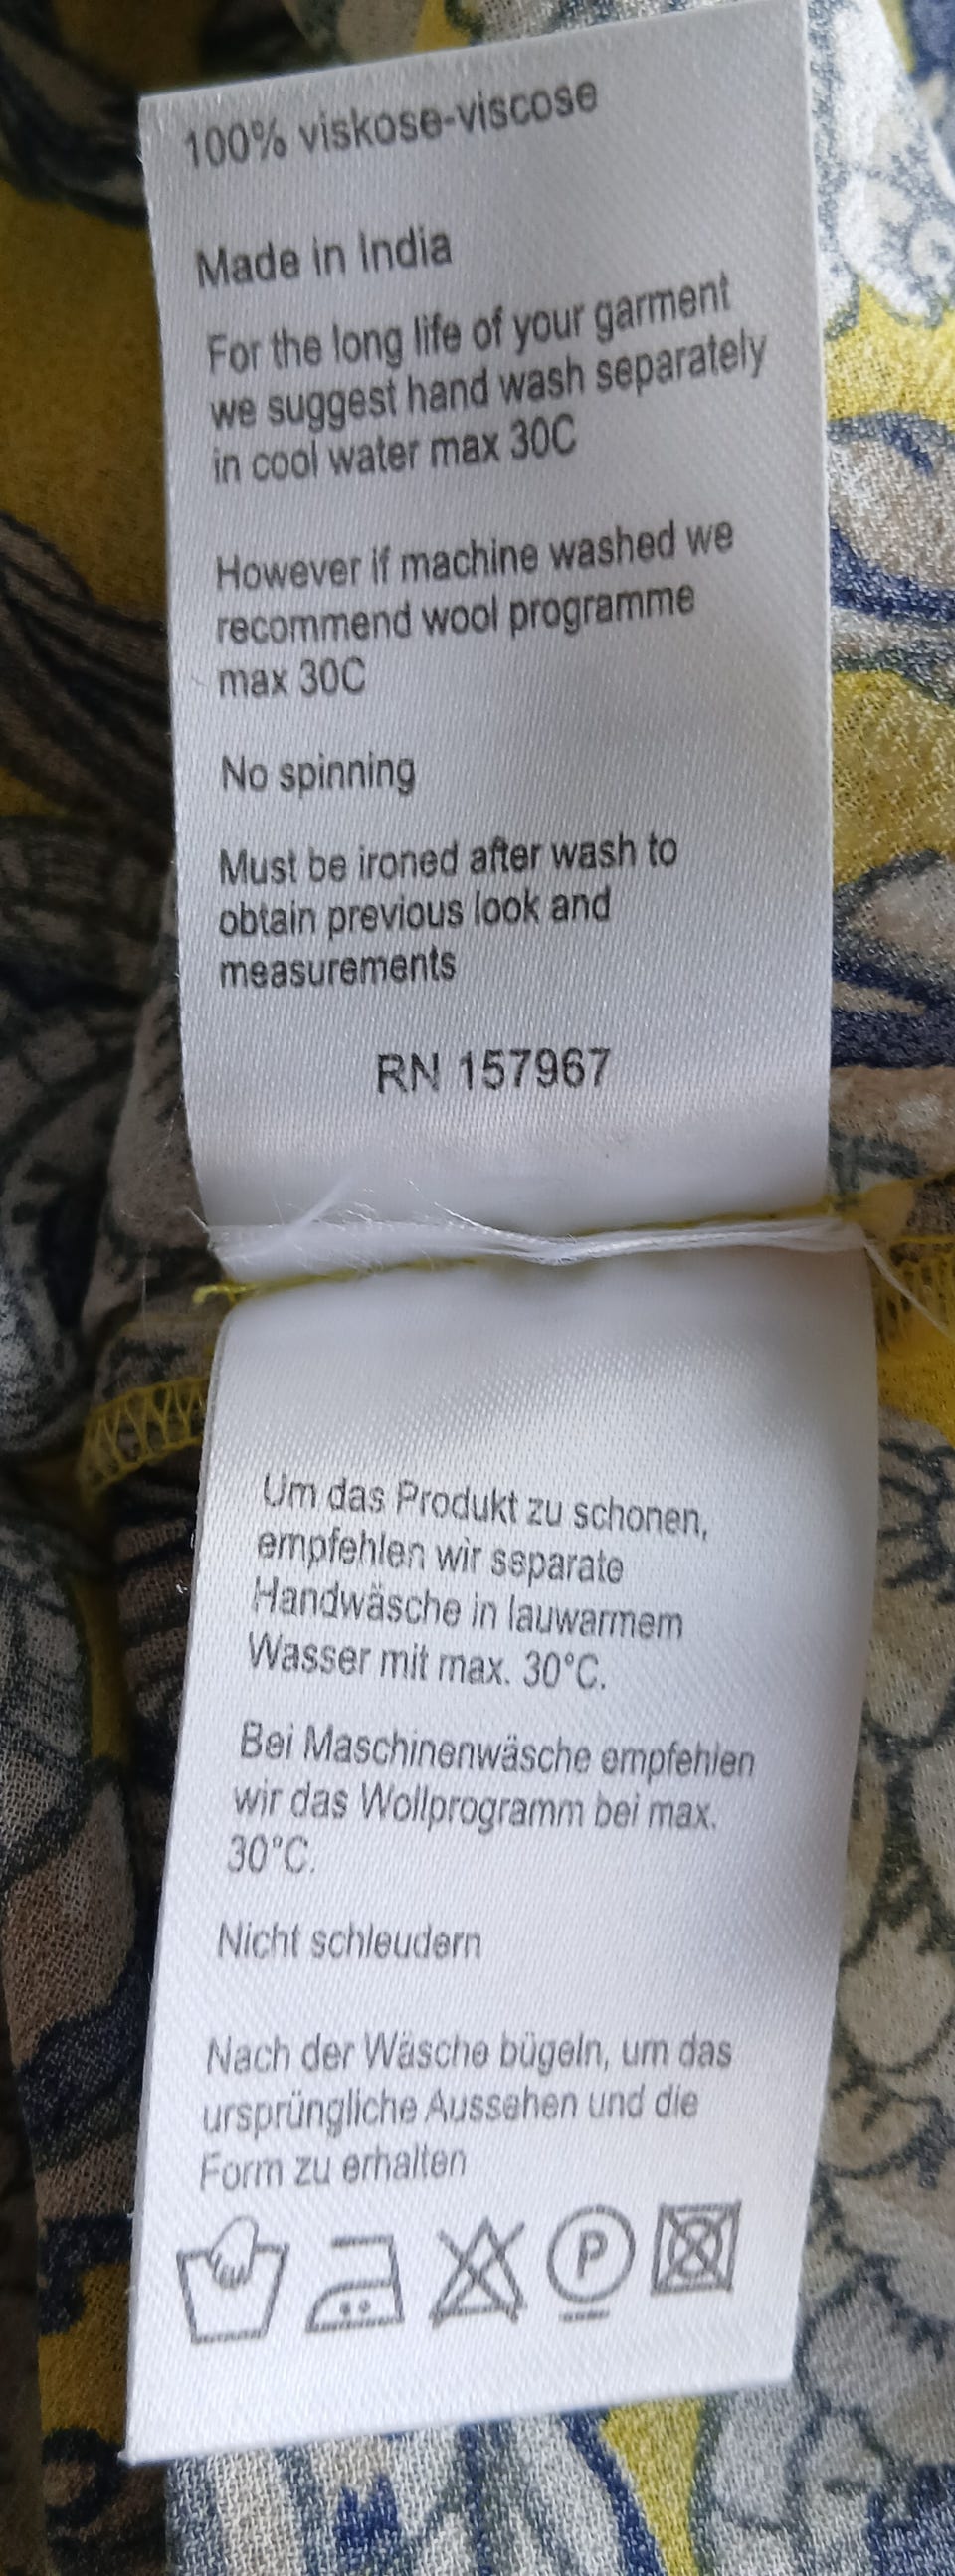 100% viskose-viscose
Made in India
For the long life of your garment
we suggest hand wash separately
in cool water max 30C
However if machine washed we
recommend wool programme
max 30C
No spinning
Must be ironed after wash to
obtain previous look and
measurements
RN 157967
Um das Produkt zu schonen,
empfehlen wir separate
Handwäsche in lauwarmem
Wasser mit max. 30°C.
Bei Maschinenwäsche empfehlen
wir das Wollprogramm bei max.
30°C.
Nicht schleudern
Nach der Wäsche bügeln, um das
ursprüngliche Aussehen und die
Form zu erhalten
P